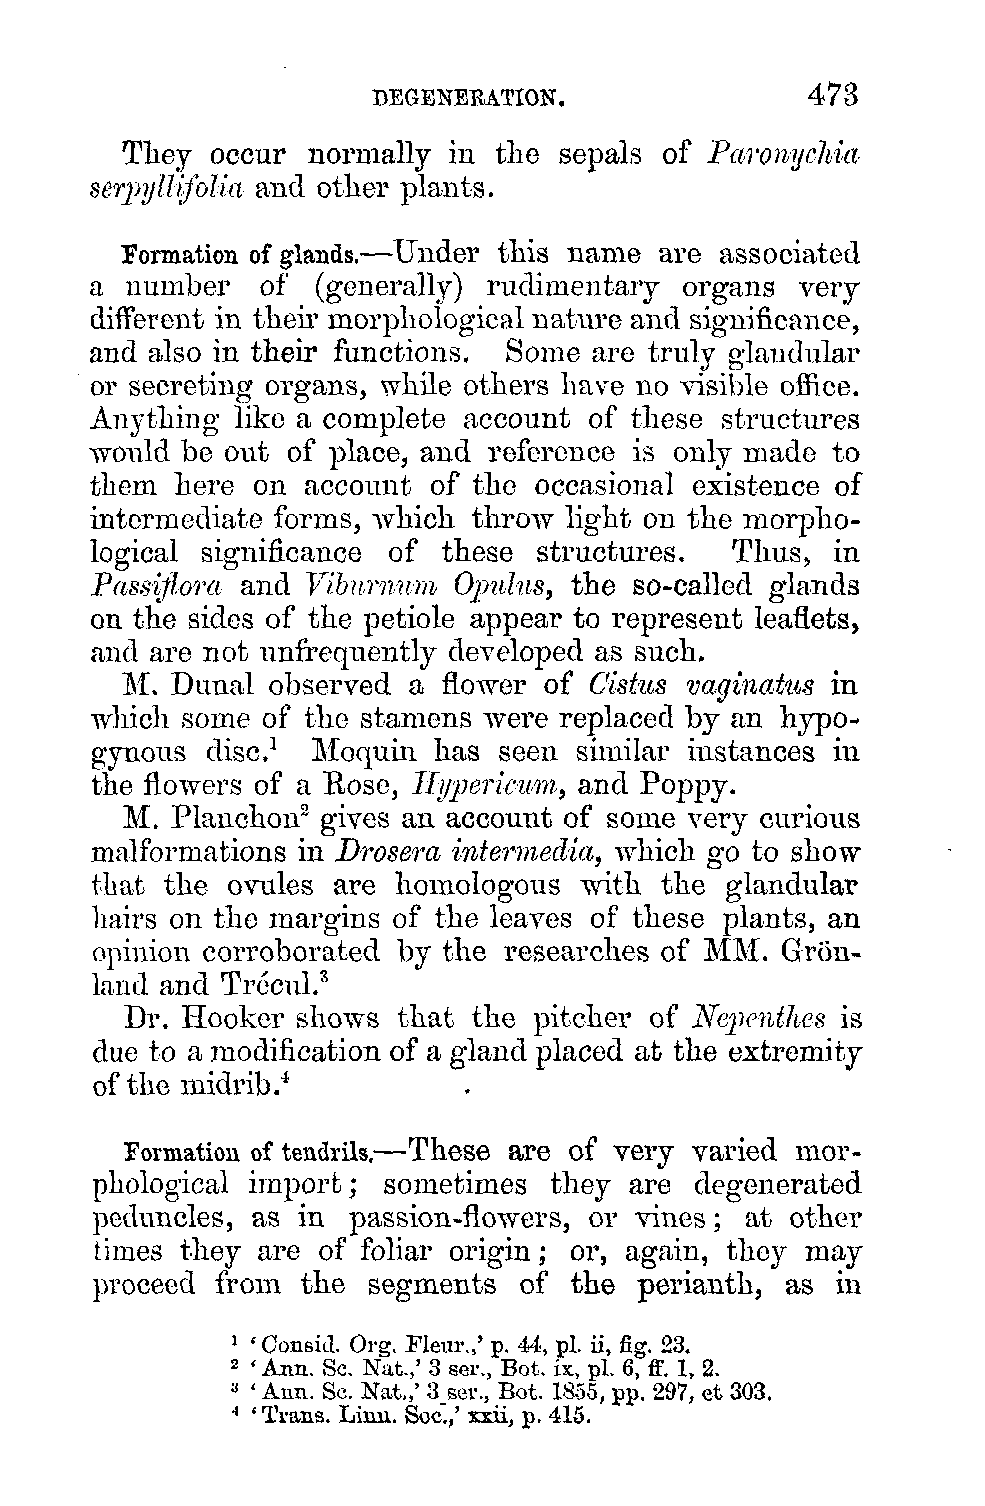 DEGENERATION. 473
They occur normally in the sepals of Paronychia
serpyllifolia and other plants.
Formation of glands.—Under this name are associated
a number of (generally) rudimentary organs very
different in their morphological nature and significance,
and also in their functions. Some are truly glandular
or secreting organs, while others have no visible office.
Anything like a complete account of these structures
would be out of place, and reference is only made to
them here on account of the occasional existence of
intermediate forms, which throw light on the morpho-
logical significance of these structures. Thus, in
Passiflora and Viburnum Opulus, the so-called glands
on the sides of the petiole appear to represent leaflets,
and are not unfrequently developed as such.
M. Dunal observed a flower of Cistus vaginatus in
which some of the stamens were replaced by an hypo-
gynous disc.¹ Moquin has seen similar instances in
the flowers of a Rose, Hypericum, and Poppy.
M. Planchon² gives an account of some very curious
malformations in Drosera intermedia, which go to show
that the ovules are homologous with the glandular
hairs on the margins of the leaves of these plants, an
opinion corroborated by the researches of MM. Grön-
land and Trécul.³
Dr. Hooker shows that the pitcher of Nepenthes is
due to a modification of a gland placed at the extremity
of the midrib.⁴
Formation of tendrils.—These are of very varied mor-
phological import; sometimes they are degenerated
peduncles, as in passion-flowers, or vines; at other
times they are of foliar origin; or, again, they may
proceed from the segments of the perianth, as in
¹ ‘Consid. Org. Fleur.,’ p. 44, pl. ii, fig. 23.
² ‘Ann. Sc. Nat.,’ 3 ser., Bot. ix, pl. 6, ff. 1, 2.
³ ‘Ann. Sc. Nat.,’ 3 ser., Bot. 1855, pp. 297, et 303.
⁴ ‘Trans. Linn. Soc.,’ xxii, p. 415.